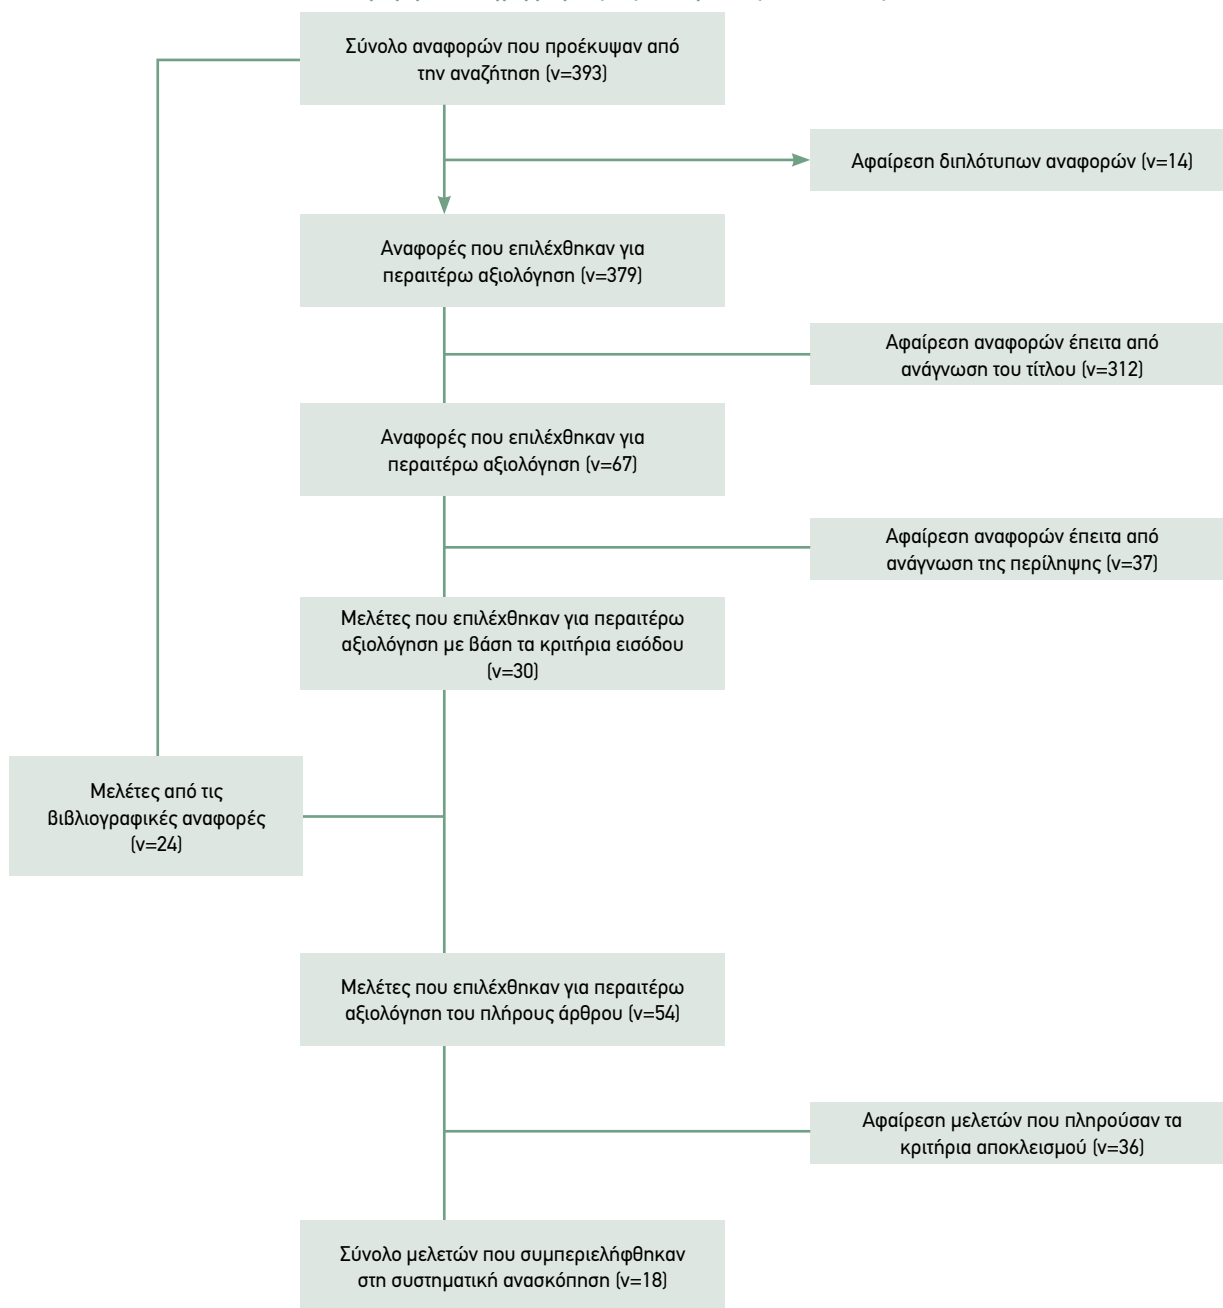 Σύνολο αναφορών που προέκυψαν από
την αναζήτηση (ν=393)
Αφαίρεση διπλότυπων αναφορών (ν=14)
Αναφορές που επιλέχθηκαν για
περαιτέρω αξιολόγηση (ν=379)
Αφαίρεση αναφορών έπειτα από
ανάγνωση του τίτλου (ν=312)
Αναφορές που επιλέχθηκαν για
περαιτέρω αξιολόγηση (ν=67)
Αφαίρεση αναφορών έπειτα από
ανάγνωση της περίληψης (ν=37)
Μελέτες που επιλέχθηκαν για περαιτέρω
αξιολόγηση με βάση τα κριτήρια εισόδου
(ν=30)
Μελέτες από τις
βιβλιογραφικές αναφορές
(ν=24)
Μελέτες που επιλέχθηκαν για περαιτέρω
αξιολόγηση του πλήρους άρθρου (ν=54)
Αφαίρεση μελετών που πληρούσαν τα
κριτήρια αποκλεισμού (ν=36)
Σύνολο μελετών που συμπεριελήφθηκαν
στη συστηματική ανασκόπηση (ν=18)